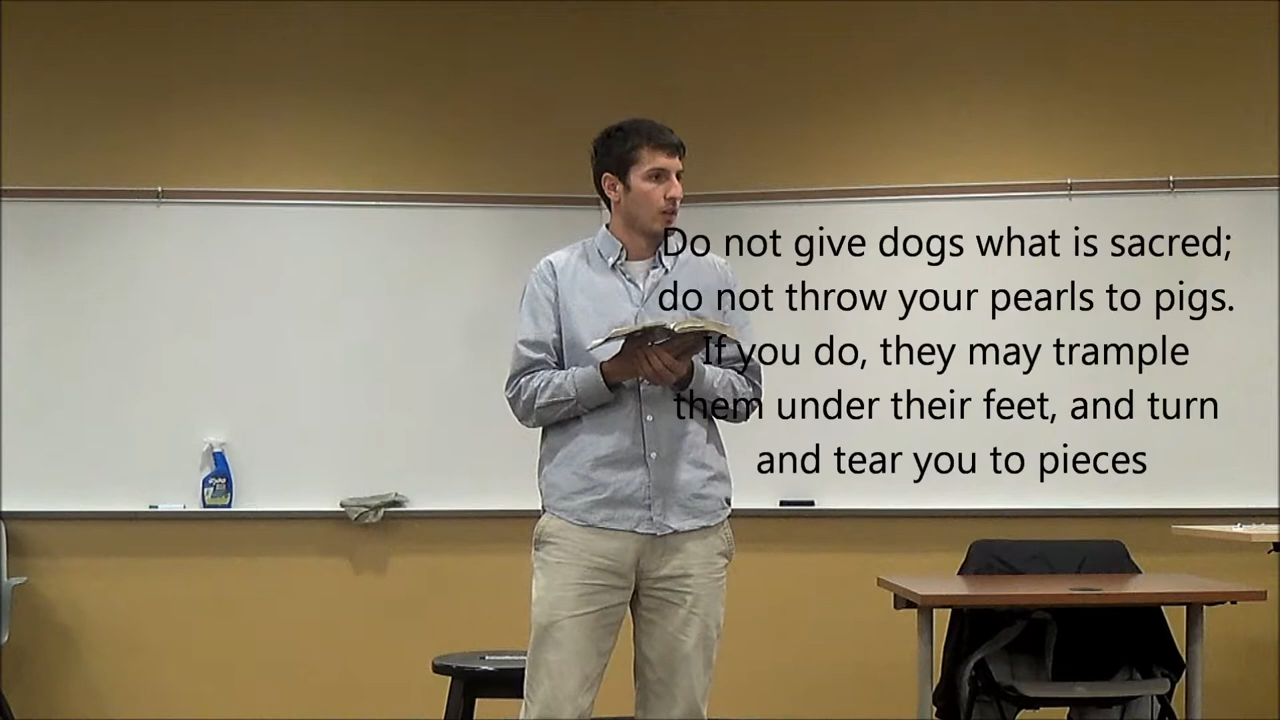 Do not give dogs what is sacred;
do not throw your pearls to pigs.
If you do, they may trample
them under their feet, and turn
and tear you to pieces